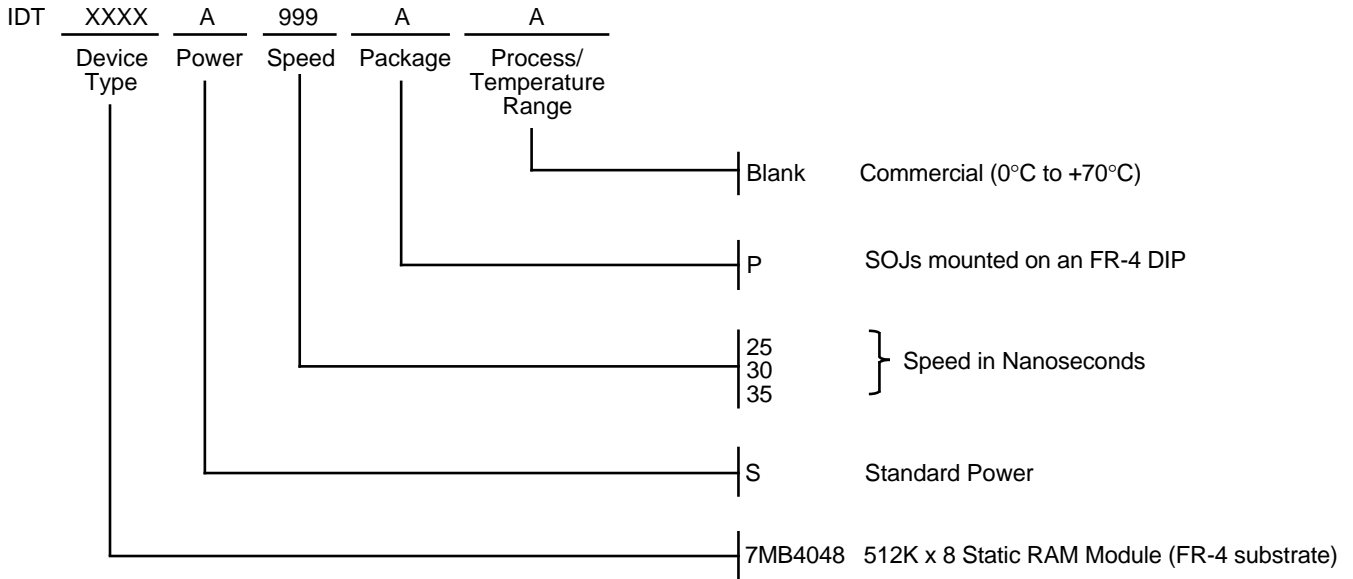 IDT XXXX A 999 A A
Device Type Power Speed Package Process/
Temperature
Range
Blank Commercial (0°C to +70°C)
P SOJs mounted on an FR-4 DIP
25
30
35
Speed in Nanoseconds
S Standard Power
7MB4048 512K x 8 Static RAM Module (FR-4 substrate)